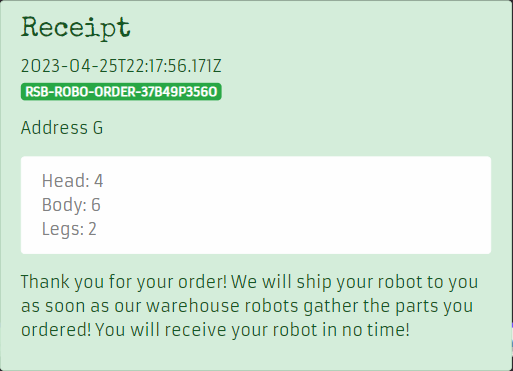 Receipt
2023-04-25T22:17:56.171Z
RSB-ROBO-ORDER-37B49P356O
Address G
Head: 4
Body: 6
Legs: 2
Thank you for your order! We will ship your robot to you
as soon as our warehouse robots gather the parts you
ordered! You will receive your robot in no time!